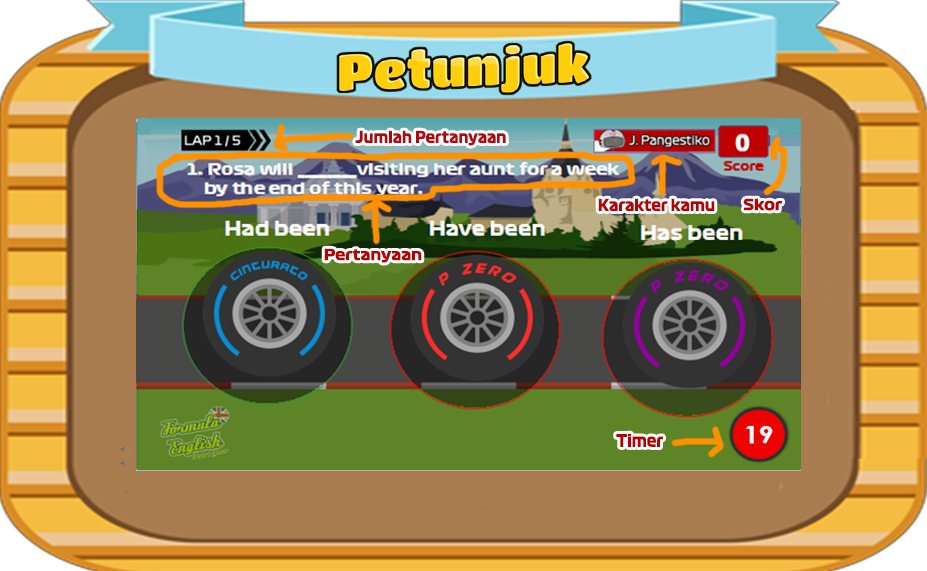 Petunjuk
LAP 1/5
Jumlah Pertanyaan
J. Pangestiko
0
Score
1. Rosa will ______visiting her aunt for a week
by the end of this year.
Karakter kamu
Skor
Had been
Have been
Has been
Pertanyaan
CINTURATO
P ZERO
P ZERO
Formula
English
Timer
19